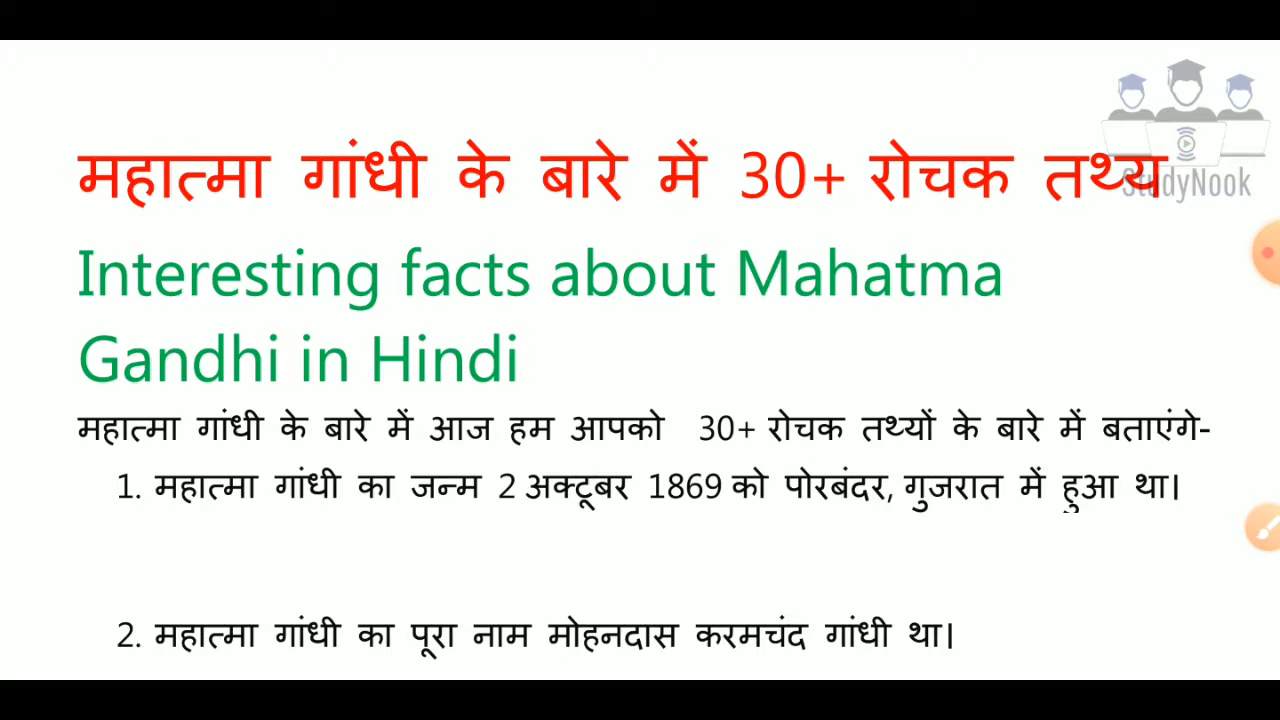 महात्मा गांधी के बारे में 30+ रोचक तथ्य
StudyNook
Interesting facts about Mahatma
Gandhi in Hindi
महात्मा गांधी के बारे में आज हम आपको 30+ रोचक तथ्यों के बारे में बताएंगे-
1. महात्मा गांधी का जन्म 2 अक्टूबर 1869 को पोरबंदर, गुजरात में हुआ था।
2. महात्मा गांधी का पूरा नाम मोहनदास करमचंद गांधी था।